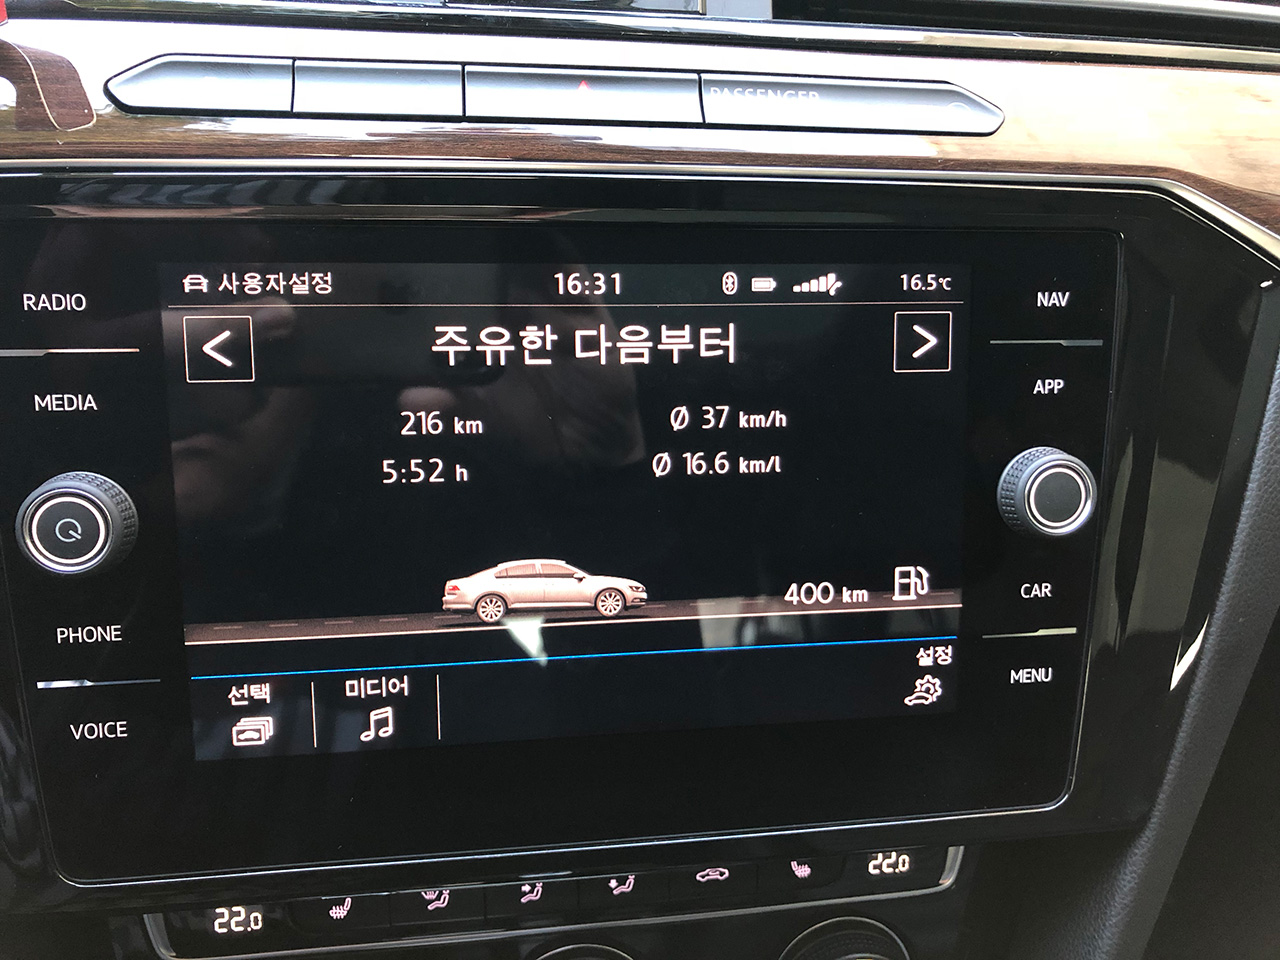 PASSENGER
사용자설정 16:31 16.5°C
RADIO
NAV
주유한 다음부터
MEDIA
APP
216 km Ø 37 km/h
5:52 h Ø 16.6 km/l
400 km
CAR
PHONE
설정
MENU
선택 미디어
VOICE
22.0 22.0